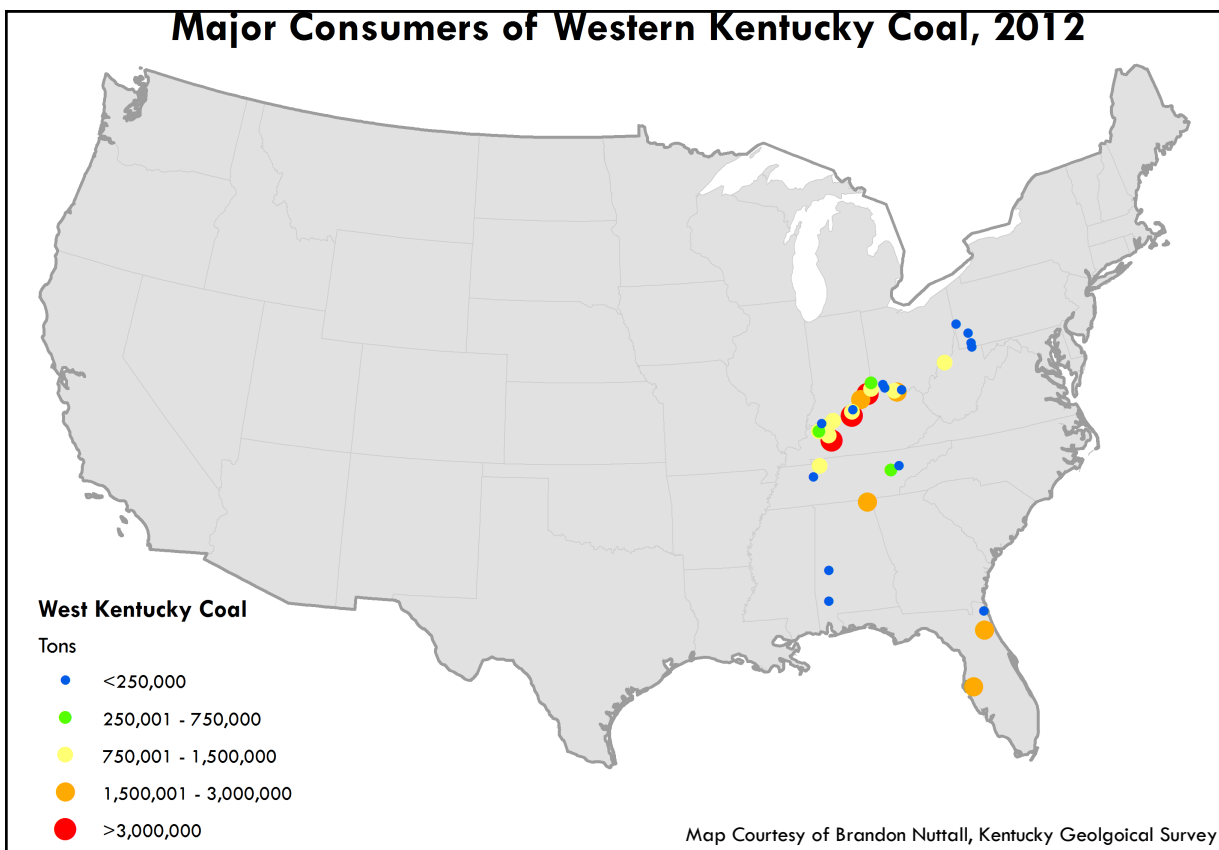 Major Consumers of Western Kentucky Coal, 2012
West Kentucky Coal
Tons
<250,000
250,001 - 750,000
750,001 - 1,500,000
1,500,001 - 3,000,000
>3,000,000
Map Courtesy of Brandon Nuttall, Kentucky Geolgoical Survey